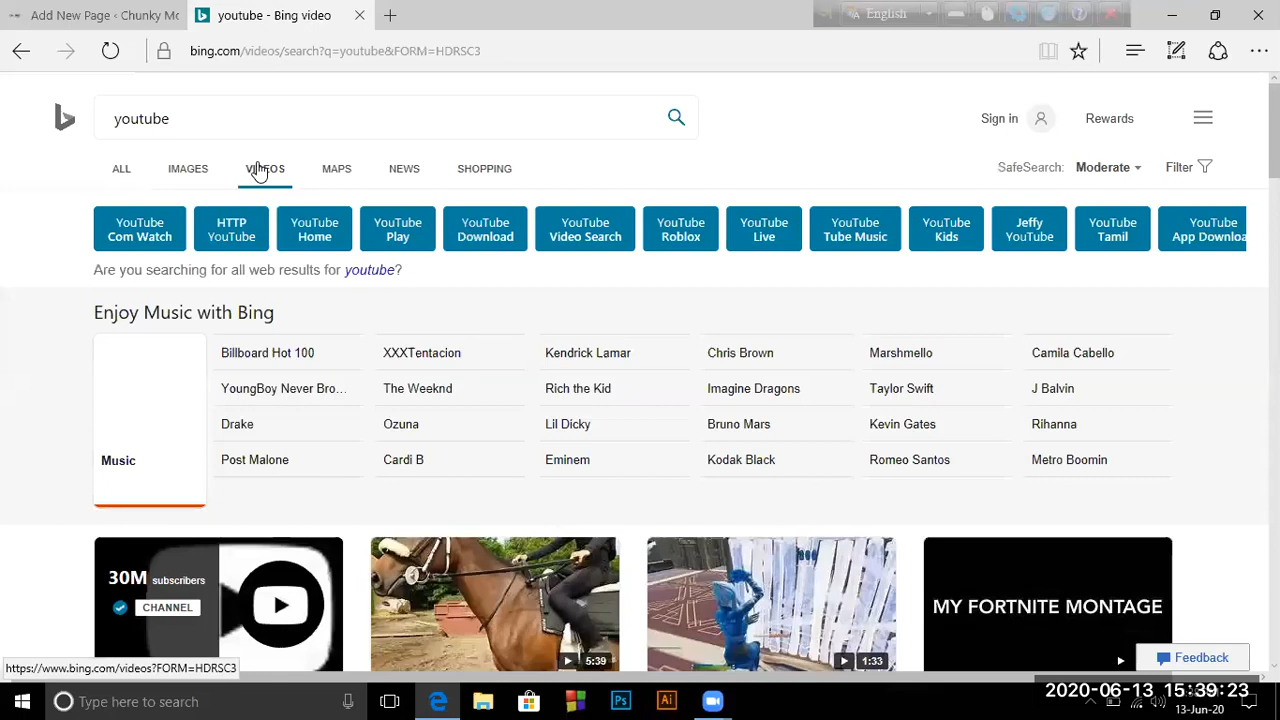 Add New Page ‹ Chunky Mo
youtube - Bing video
English
bing.com/videos/search?q=youtube&FORM=HDRSC3
youtube
Sign in
Rewards
ALL
IMAGES
VIDEOS
MAPS
NEWS
SHOPPING
SafeSearch:
Moderate
Filter
YouTube
Com Watch
HTTP
YouTube
YouTube
Home
YouTube
Play
YouTube
Download
YouTube
Video Search
YouTube
Roblox
YouTube
Live
YouTube
Tube Music
YouTube
Kids
Jeffy
YouTube
YouTube
Tamil
YouTube
App Downloa
Are you searching for all web results for youtube?
Enjoy Music with Bing
Music
Billboard Hot 100
XXXTentacion
Kendrick Lamar
Chris Brown
Marshmello
Camila Cabello
YoungBoy Never Bro...
The Weeknd
Rich the Kid
Imagine Dragons
Taylor Swift
J Balvin
Drake
Ozuna
Lil Dicky
Bruno Mars
Kevin Gates
Rihanna
Post Malone
Cardi B
Eminem
Kodak Black
Romeo Santos
Metro Boomin
30M subscribers
CHANNEL
5:39
1:33
MY FORTNITE MONTAGE
Feedback
https://www.bing.com/videos?FORM=HDRSC3
Type here to search
Ps
Ai
2020-06-13 15:39:23
13-Jun-20